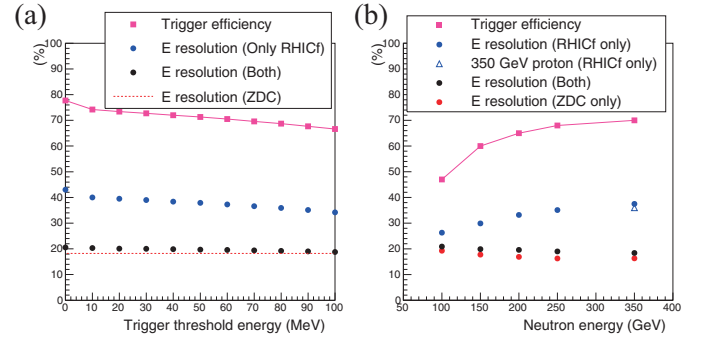 (a)
Trigger efficiency
E resolution (Only RHICf)
E resolution (Both)
E resolution (ZDC)
(%)
100
90
80
70
60
50
40
30
20
10
0
0 10 20 30 40 50 60 70 80 90 100
Trigger threshold energy (MeV)
(b)
Trigger efficiency
E resolution (RHICf only)
350 GeV proton (RHICf only)
E resolution (Both)
E resolution (ZDC only)
(%)
100
90
80
70
60
50
40
30
20
10
0
50 100 150 200 250 300 350 400
Neutron energy (GeV)